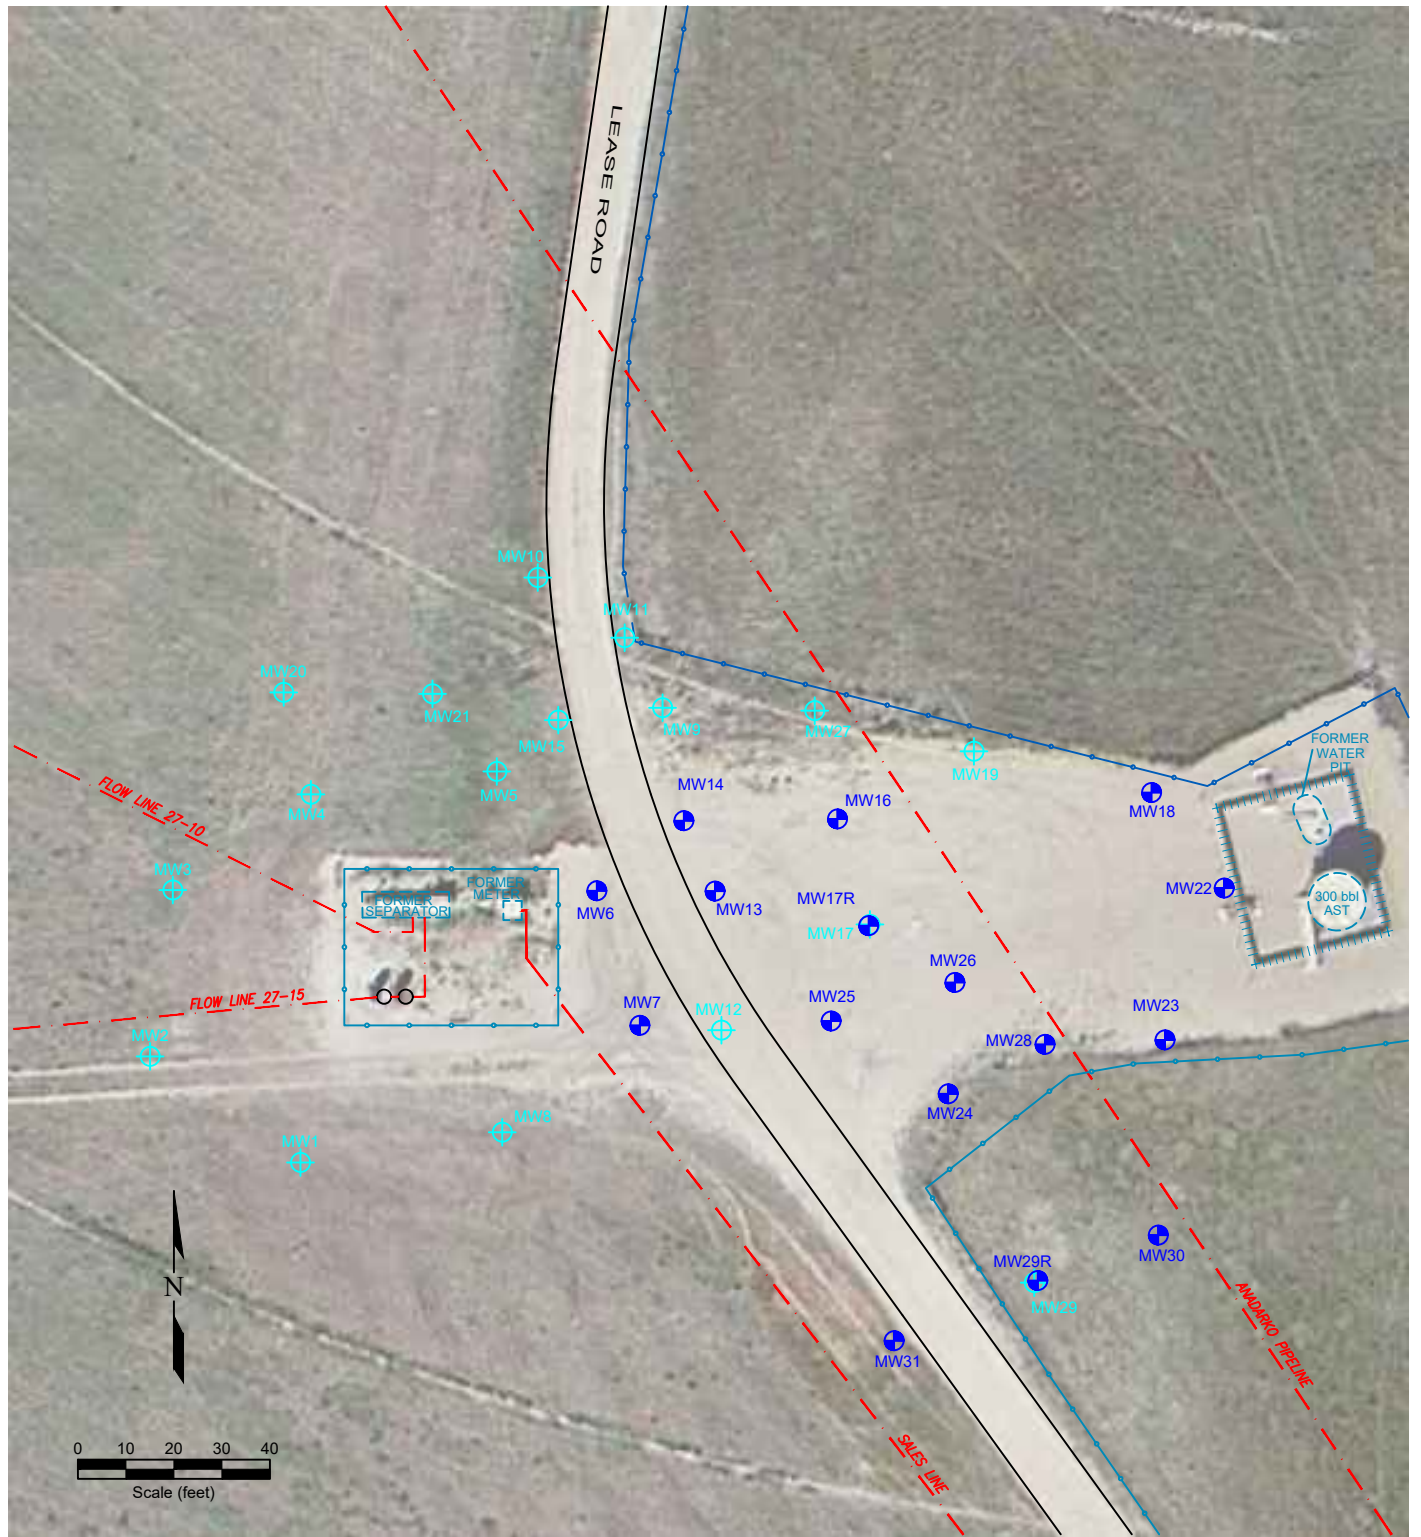 LEASE ROAD
MW10
MW11
MW20
MW21
MW15
MW9
MW27
MW19
FORMER
WATER
PIT
MW5
MW4
MW14
MW16
MW18
FLOW LINE 27-10
MW3
FORMER
SEPARATOR
FORMER
METER
MW6
MW13
MW17R
MW17
MW22
300 bbl
AST
MW26
FLOW LINE 27-15
MW2
MW7
MW12
MW25
MW28
MW23
MW24
MW1
MW8
MW30
MW29R
MW29
N
ANADARKO PIPELINE
MW31
SALES LINE
0 10 20 30 40
Scale (feet)